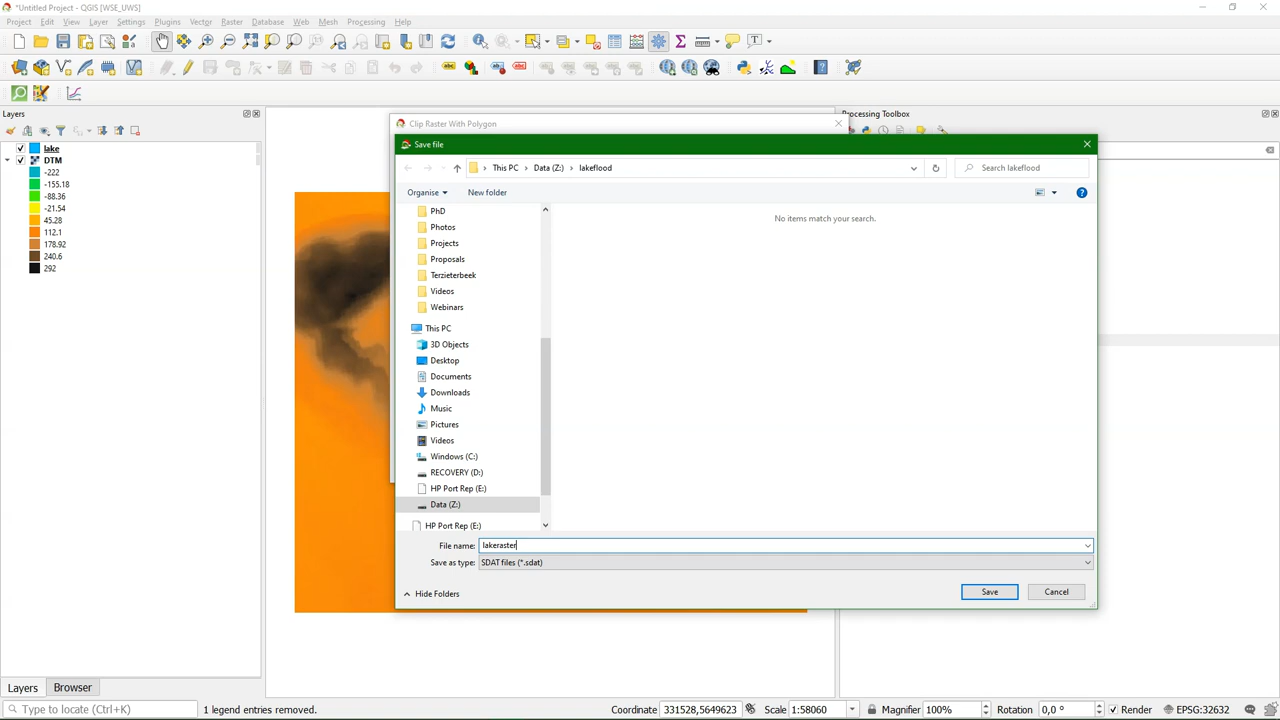 *Untitled Project - QGIS [WSE_UWS]
Project Edit View Layer Settings Plugins Vector Raster Database Web Mesh Processing Help
Layers
lake
DTM
-222
-155.18
-88.36
-21.54
45.28
112.1
178.92
240.6
292
Clip Raster With Polygon
Processing Toolbox
Save file
This PC > Data (Z:) > lakeflood
Search lakeflood
Organise
New folder
PhD
Photos
Projects
Proposals
Terzieterbeek
Videos
Webinars
This PC
3D Objects
Desktop
Documents
Downloads
Music
Pictures
Videos
Windows (C:)
RECOVERY (D:)
HP Port Rep (E:)
Data (Z:)
HP Port Rep (E:)
No items match your search.
File name: lakeraster
Save as type: SDAT files (*.sdat)
Hide Folders
Save
Cancel
Layers Browser
Type to locate (Ctrl+K)
1 legend entries removed.
Coordinate 331528,5649623
Scale 1:58060
Magnifier 100%
Rotation 0,0 °
Render
EPSG:32632